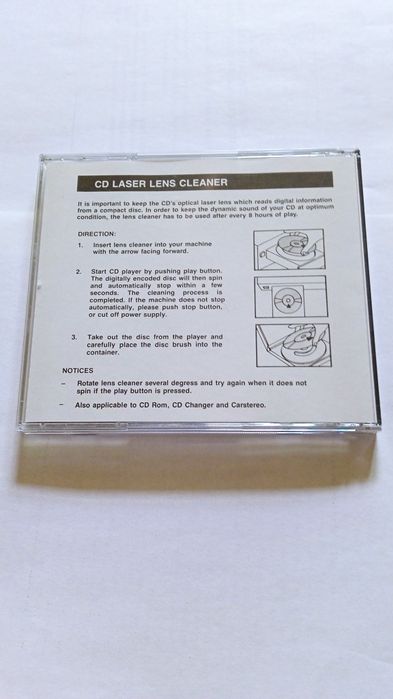 CD LASER LENS CLEANER
It is important to keep the CD's optical laser lens which reads digital information
from a compact disc. In order to keep the dynamic sound of your CD at optimum
condition, the lens cleaner has to be used after every 8 hours of play.
DIRECTION:
1. Insert lens cleaner into your machine
with the arrow facing forward.
2. Start CD player by pushing play button.
The digitally encoded disc will then spin
and automatically stop within a few
seconds. The cleaning process is
completed. If the machine does not stop
automatically, please push stop button,
or cut off power supply.
3. Take out the disc from the player and
carefully place the disc brush into the
container.
NOTICES
– Rotate lens cleaner several degress and try again when it does not
spin if the play button is pressed.
– Also applicable to CD Rom, CD Changer and Carstereo.